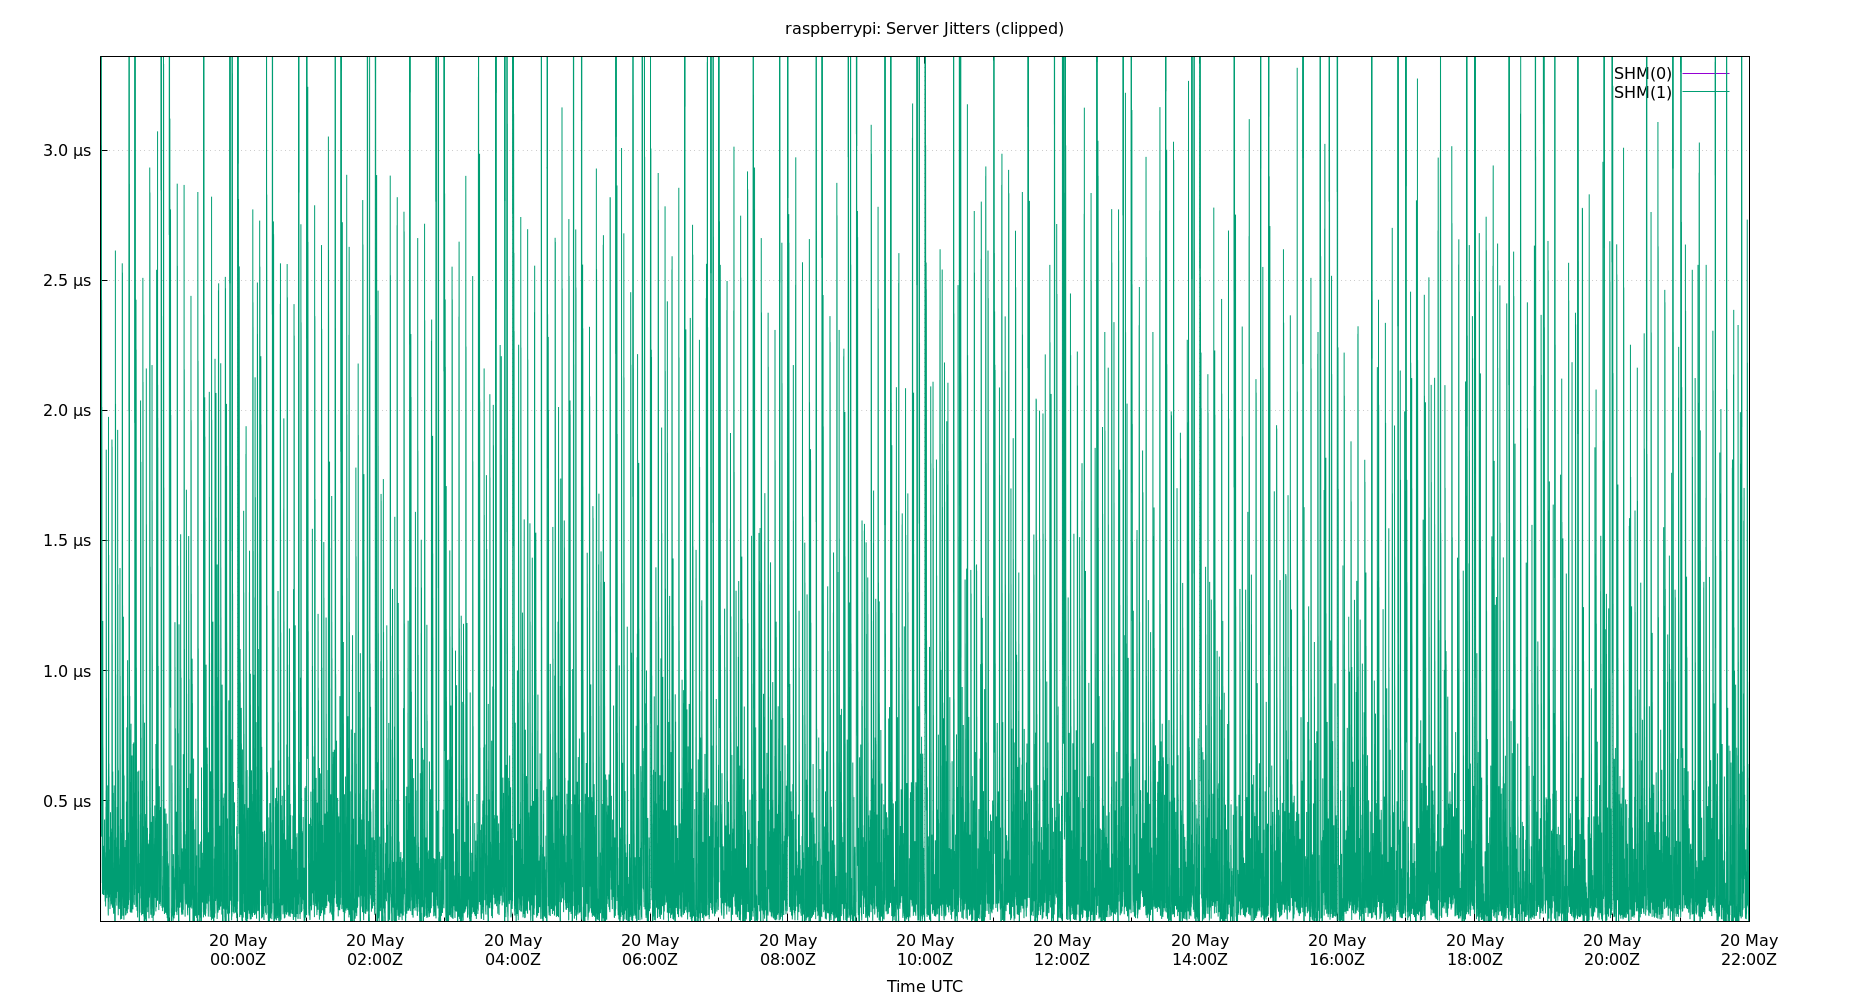 raspberrypi: Server Jitters (clipped)
SHM(0)
SHM(1)
3.0 μs
2.5 μs
2.0 μs
1.5 μs
1.0 μs
0.5 μs
20 May 20 May 20 May 20 May 20 May 20 May 20 May 20 May 20 May 20 May 20 May 20 May
00:00Z 02:00Z 04:00Z 06:00Z 08:00Z 10:00Z 12:00Z 14:00Z 16:00Z 18:00Z 20:00Z 22:00Z
Time UTC